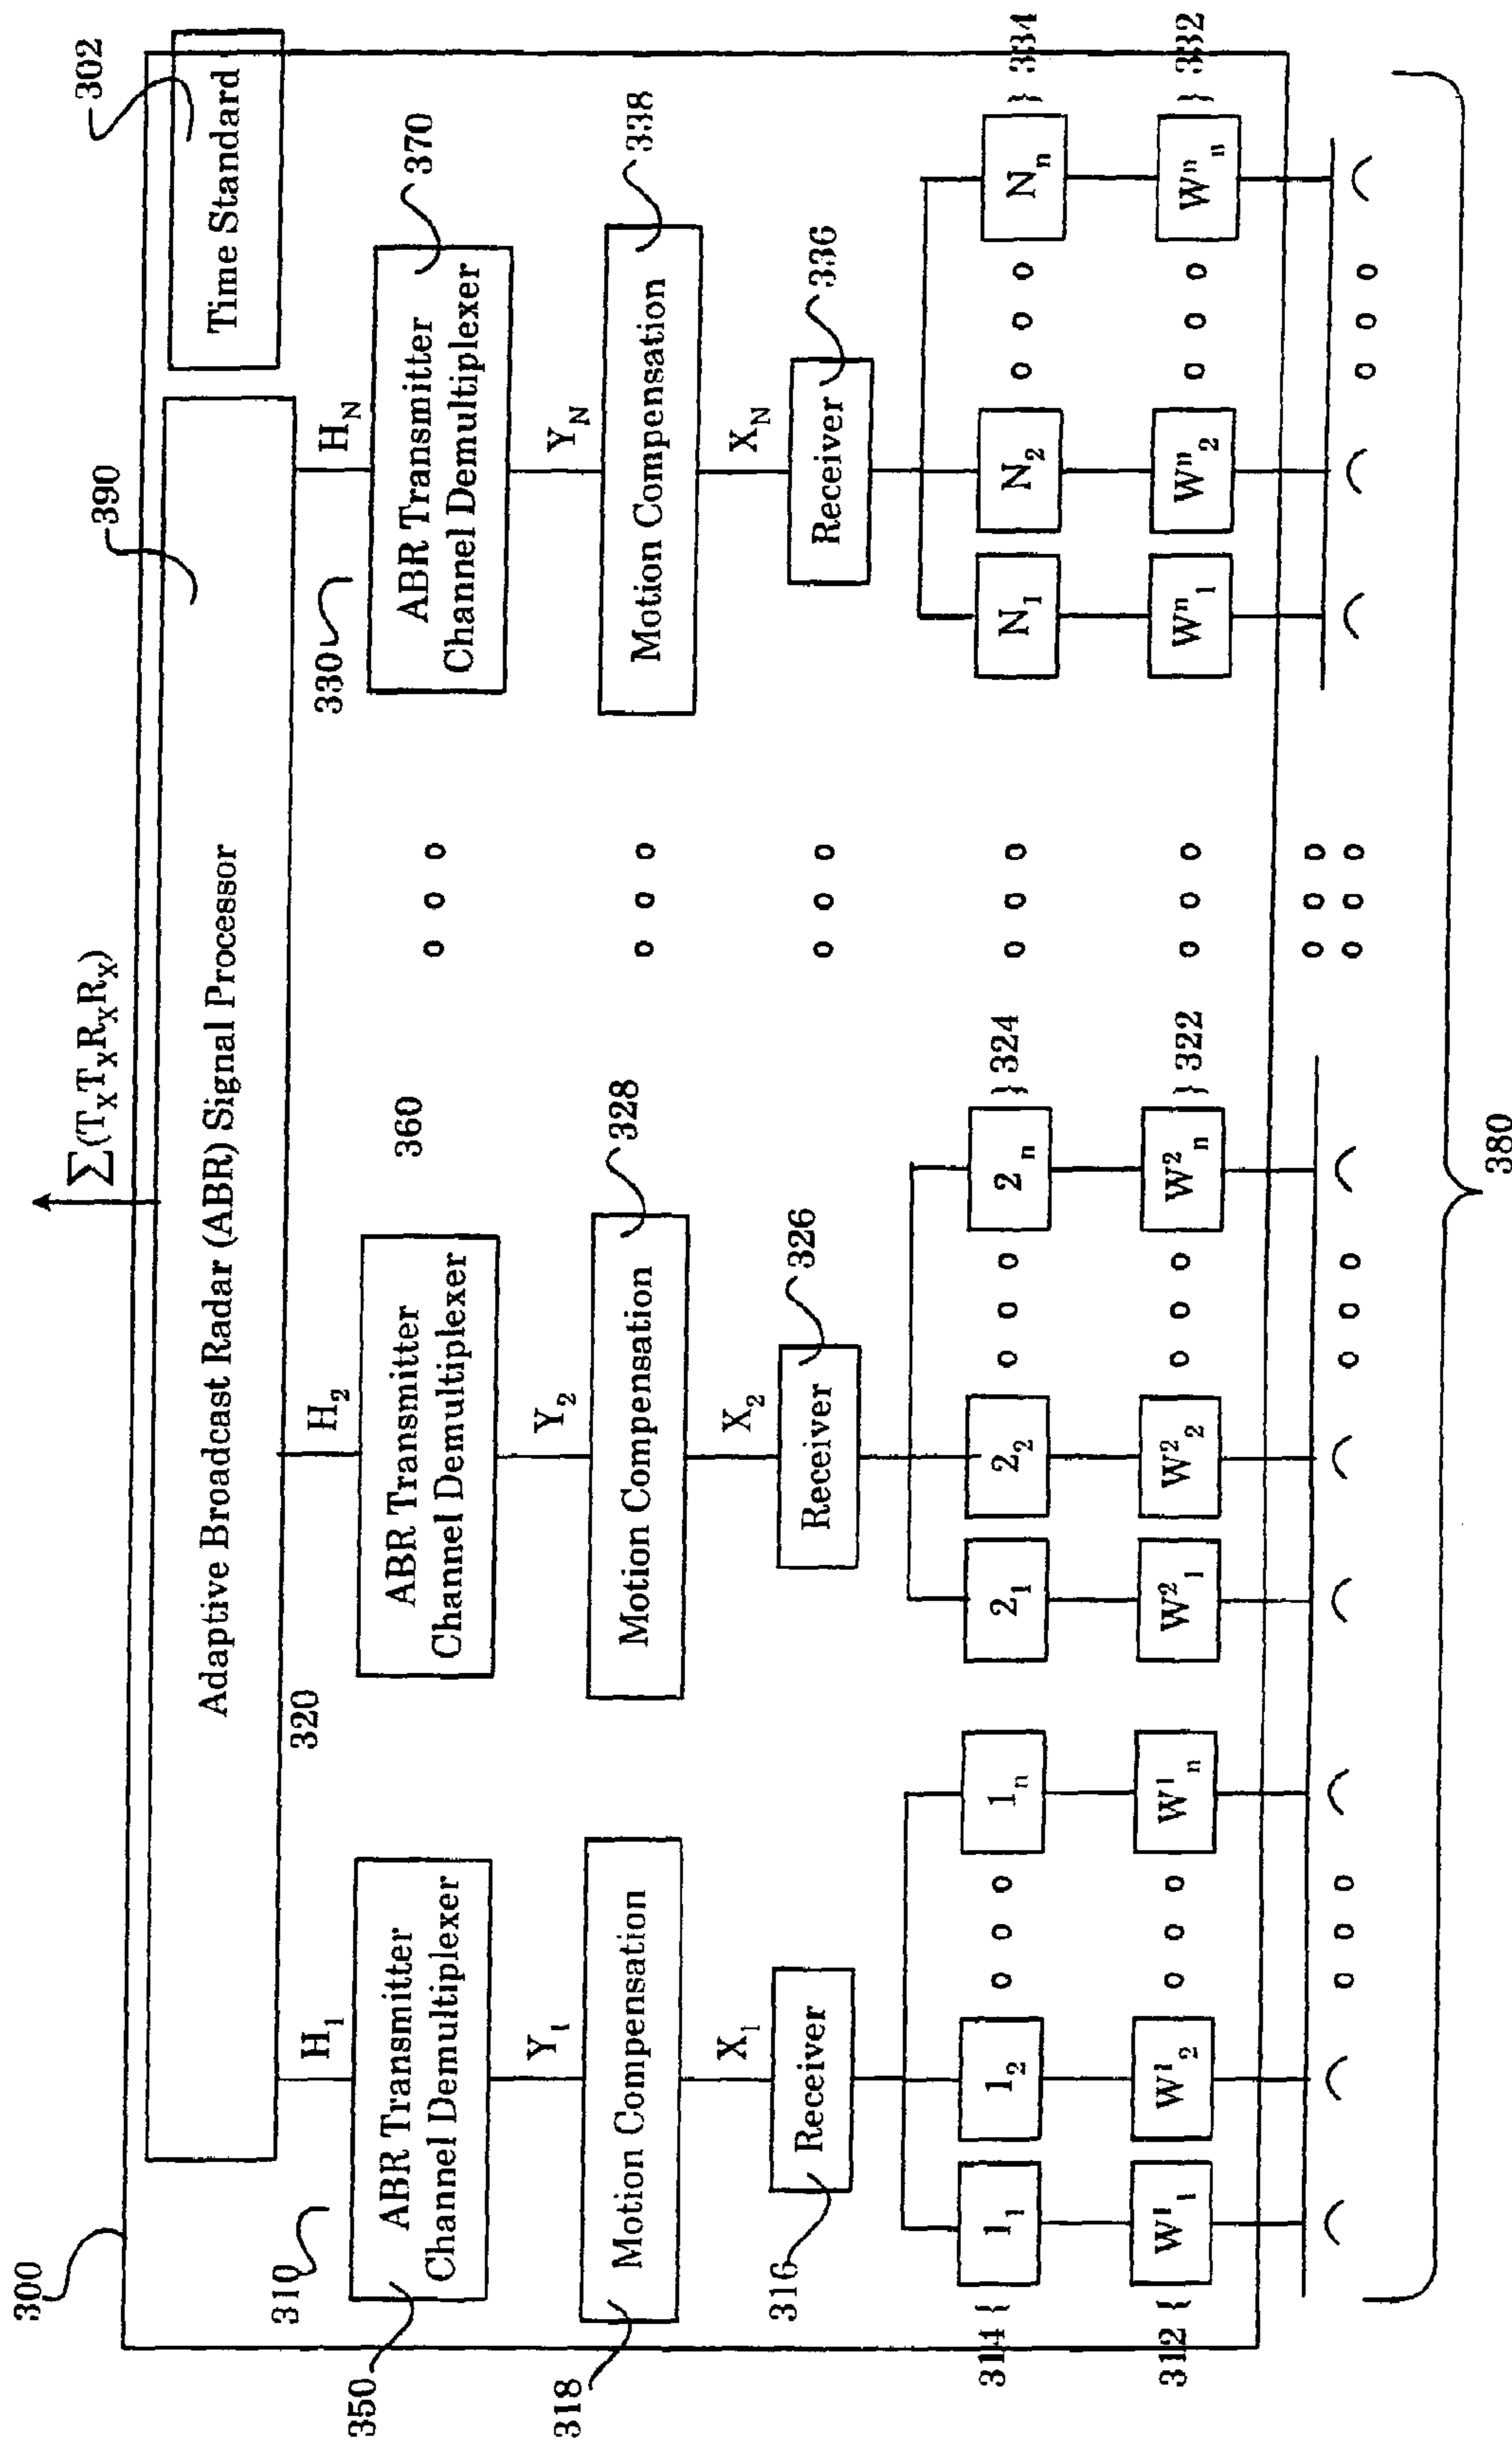 ∑(TXTXRXRX)
300
390
302
Adaptive Broadcast Radar (ABR) Signal Processor
Time Standard
310
H1
320
H2
330
HN
350
ABR Transmitter
Channel Demultiplexer
ABR Transmitter
Channel Demultiplexer
360
ABR Transmitter
Channel Demultiplexer
370
Y1
Y2
YN
318
Motion Compensation
Motion Compensation
328
Motion Compensation
338
X1
X2
XN
316
Receiver
Receiver
326
Receiver
336
314 {
11
12
o o o
1n
21
22
o o o
2n
} 324
o o o
N1
N2
o o o
Nn
} 334
312 {
W11
W12
o o o
W1n
W21
W22
o o o
W2n
} 322
o o o
Wn1
Wn2
o o o
Wnn
} 332
380